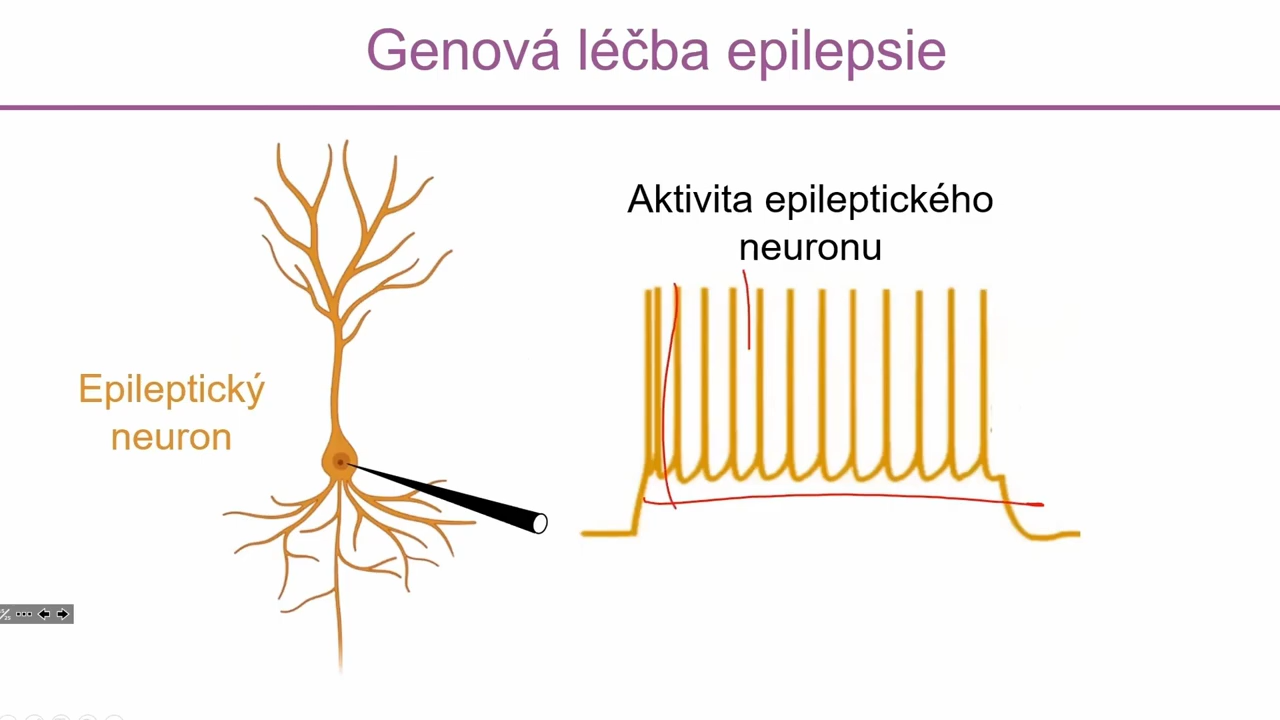 Genová léčba epilepsie
Aktivita epileptického
neuronu
Epileptický
neuron